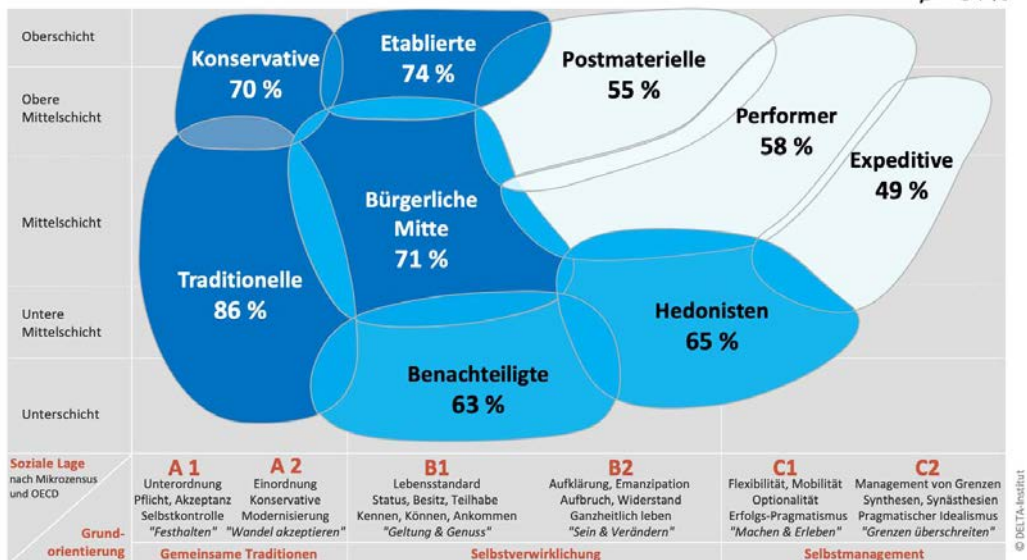 Oberschicht
Obere
Mittelschicht
Mittelschicht
Untere
Mittelschicht
Unterschicht
Konservative
70 %
Etablierte
74 %
Postmaterielle
55 %
Performer
58 %
Expeditive
49 %
Bürgerliche
Mitte
71 %
Traditionelle
86 %
Hedonisten
65 %
Benachteiligte
63 %
Soziale Lage
nach Mikrozensus
und OECD
Grund-
orientierung
A 1
Unterordnung
Pflicht, Akzeptanz
Selbstkontrolle
"Festhalten"
A 2
Einordnung
Konservative
Modernisierung
"Wandel akzeptieren"
B1
Lebensstandard
Status, Besitz, Teilhabe
Kennen, Können, Ankommen
"Geltung & Genuss"
B2
Aufklärung, Emanzipation
Aufbruch, Widerstand
Ganzheitlich leben
"Sein & Verändern"
C1
Flexibilität, Mobilität
Optionalität
Erfolgs-Pragmatismus
"Machen & Erleben"
C2
Management von Grenzen
Synthesen, Synästhesien
Pragmatischer Idealismus
"Grenzen überschreiten"
Gemeinsame Traditionen
Selbstverwirklichung
Selbstmanagement
© DELTA-Institut